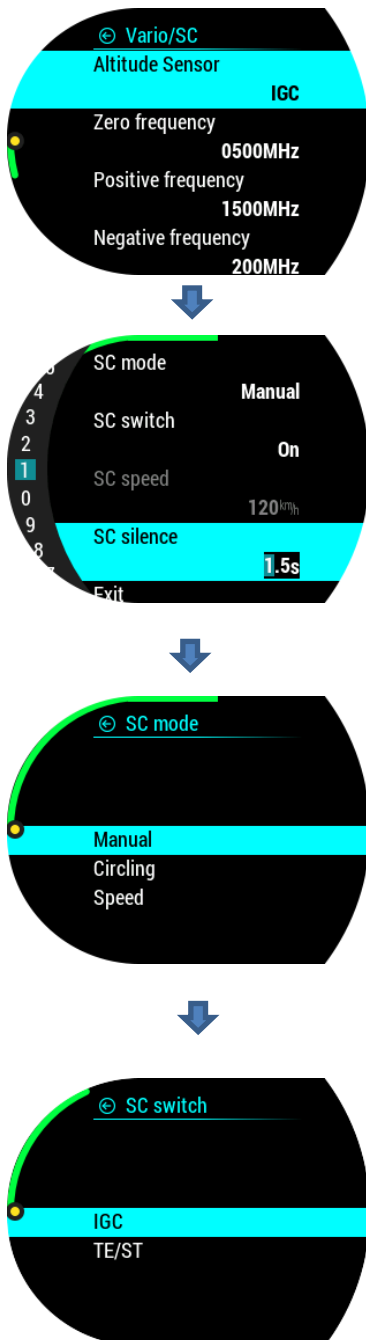 Vario/SC
Altitude Sensor
IGC
Zero frequency
0500MHz
Positive frequency
1500MHz
Negative frequency
200MHz
4
3
2
1
0
9
8
SC mode
Manual
SC switch
On
SC speed
120km/h
SC silence
1.5s
Exit
SC mode
Manual
Circling
Speed
SC switch
IGC
TE/ST